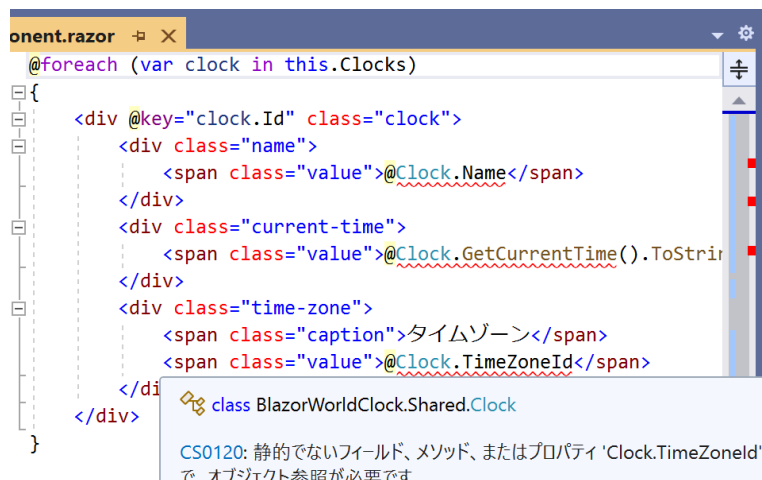 onent.razor
@foreach (var clock in this.Clocks)
{
<div @key="clock.Id" class="clock">
<div class="name">
<span class="value">@Clock.Name</span>
</div>
<div class="current-time">
<span class="value">@Clock.GetCurrentTime().ToStrin
</div>
<div class="time-zone">
<span class="caption">タイムゾーン</span>
<span class="value">@Clock.TimeZoneId</span>
</di
class BlazorWorldClock.Shared.Clock
</div>
}
CS0120: 静的でないフィールド、メソッド、またはプロパティ 'Clock.TimeZoneId'
で、オブジェクト参照が必要です